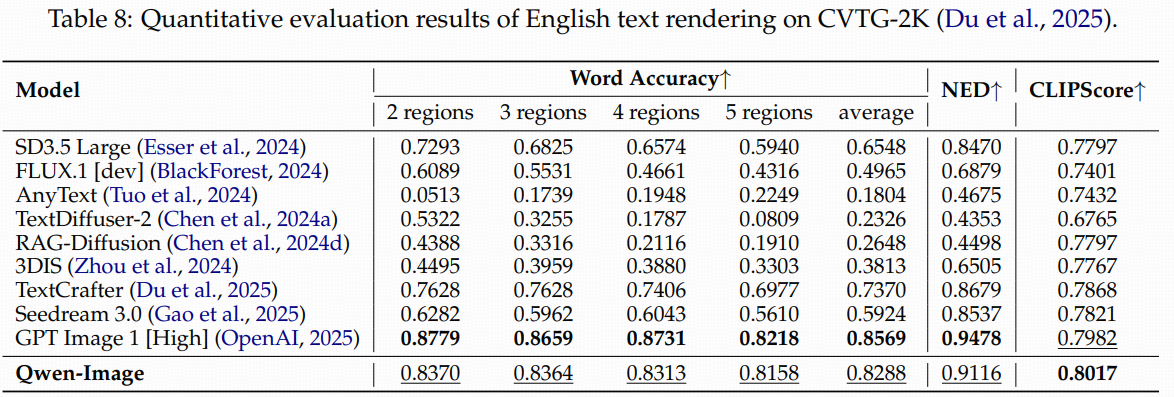 Table 8: Quantitative evaluation results of English text rendering on CVTG-2K (Du et al., 2025).
Model Word Accuracy↑ NED↑ CLIPScore↑
2 regions 3 regions 4 regions 5 regions average
SD3.5 Large (Esser et al., 2024) 0.7293 0.6825 0.6574 0.5940 0.6548 0.8470 0.7797
FLUX.1 [dev] (BlackForest, 2024) 0.6089 0.5531 0.4661 0.4316 0.4965 0.6879 0.7401
AnyText (Tuo et al., 2024) 0.0513 0.1739 0.1948 0.2249 0.1804 0.4675 0.7432
TextDiffuser-2 (Chen et al., 2024a) 0.5322 0.3255 0.1787 0.0809 0.2326 0.4353 0.6765
RAG-Diffusion (Chen et al., 2024d) 0.4388 0.3316 0.2116 0.1910 0.2648 0.4498 0.7797
3DIS (Zhou et al., 2024) 0.4495 0.3959 0.3880 0.3303 0.3813 0.6505 0.7767
TextCrafter (Du et al., 2025) 0.7628 0.7628 0.7406 0.6977 0.7370 0.8679 0.7868
Seedream 3.0 (Gao et al., 2025) 0.6282 0.5962 0.6043 0.5610 0.5924 0.8537 0.7821
GPT Image 1 [High] (OpenAI, 2025) 0.8779 0.8659 0.8731 0.8218 0.8569 0.9478 0.7982
Qwen-Image 0.8370 0.8364 0.8313 0.8158 0.8288 0.9116 0.8017